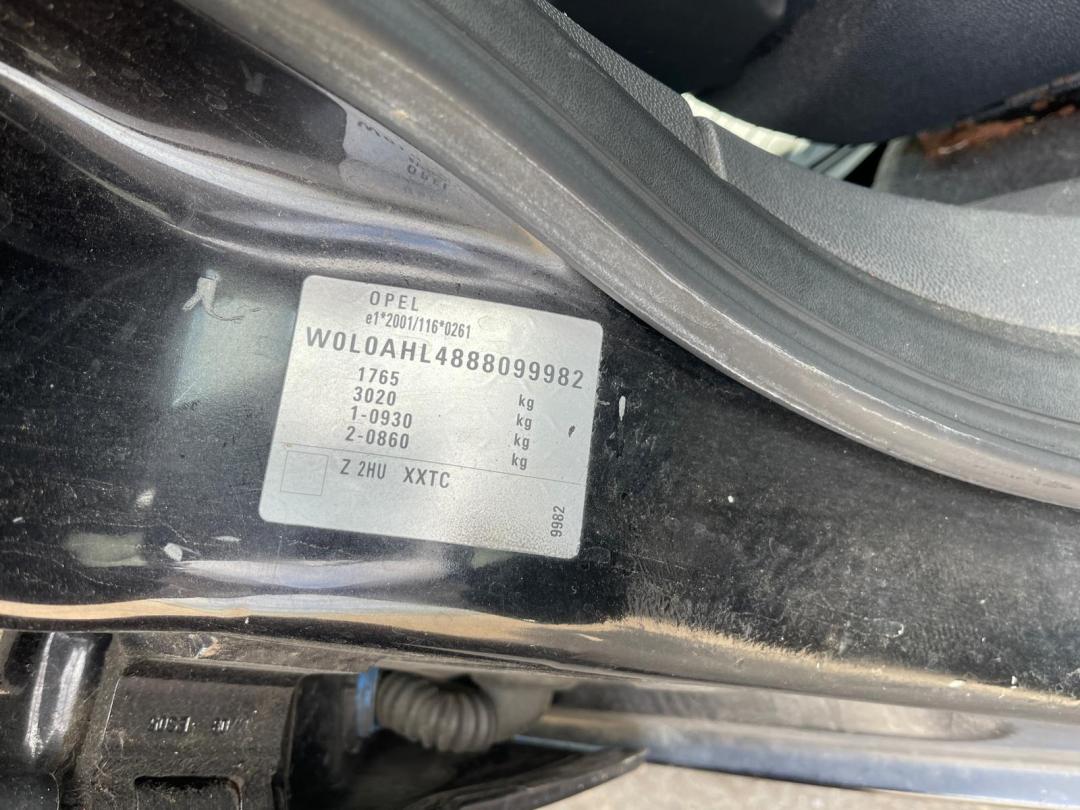 OPEL
e1*2001/116*0261
W0L0AHL4888099982
1765 kg
3020 kg
1-0930 kg
2-0860 kg
Z 2HU XXTC
9982